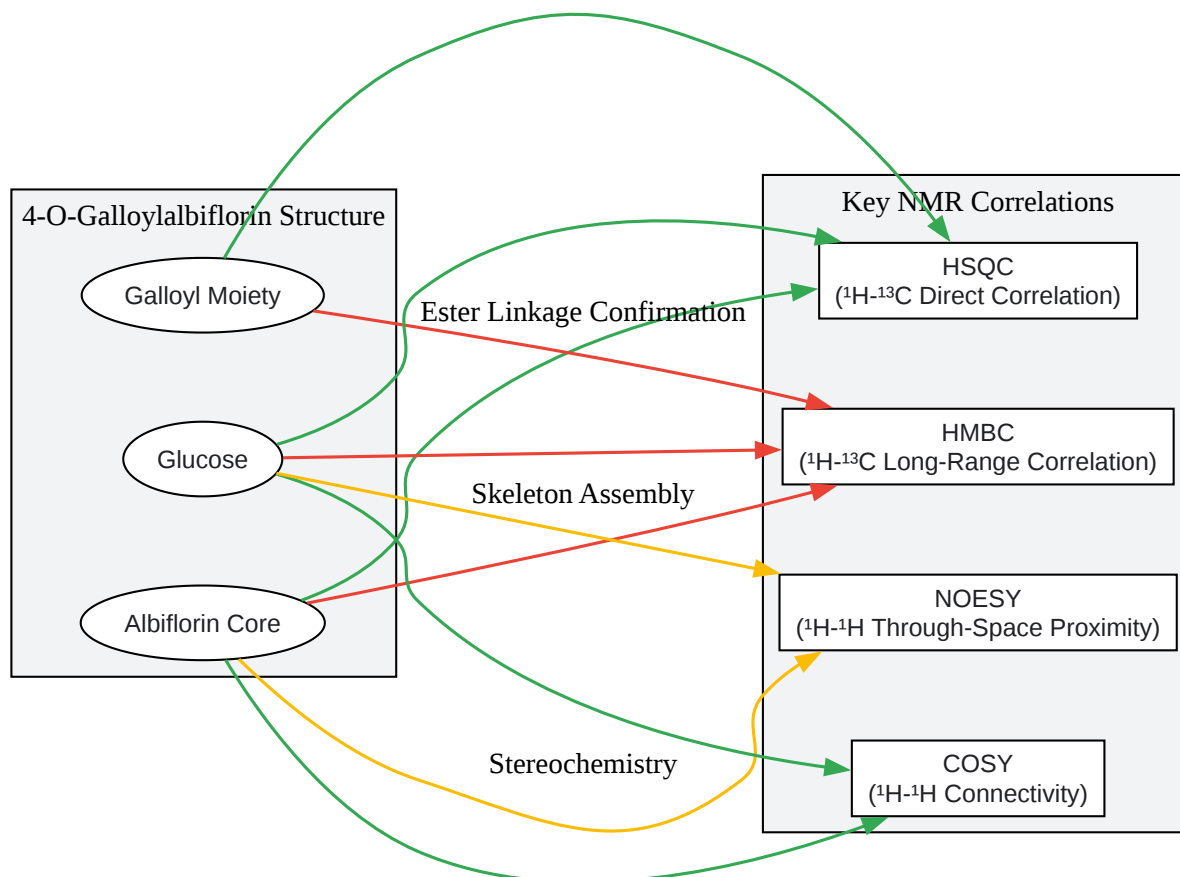 4-O-Galloylalbiflorin Structure
Galloyl Moiety
Glucose
Albiflorin Core
Ester Linkage Confirmation
Skeleton Assembly
Stereochemistry
Key NMR Correlations
HSQC
(¹H-¹³C Direct Correlation)
HMBC
(¹H-¹³C Long-Range Correlation)
NOESY
(¹H-¹H Through-Space Proximity)
COSY
(¹H-¹H Connectivity)